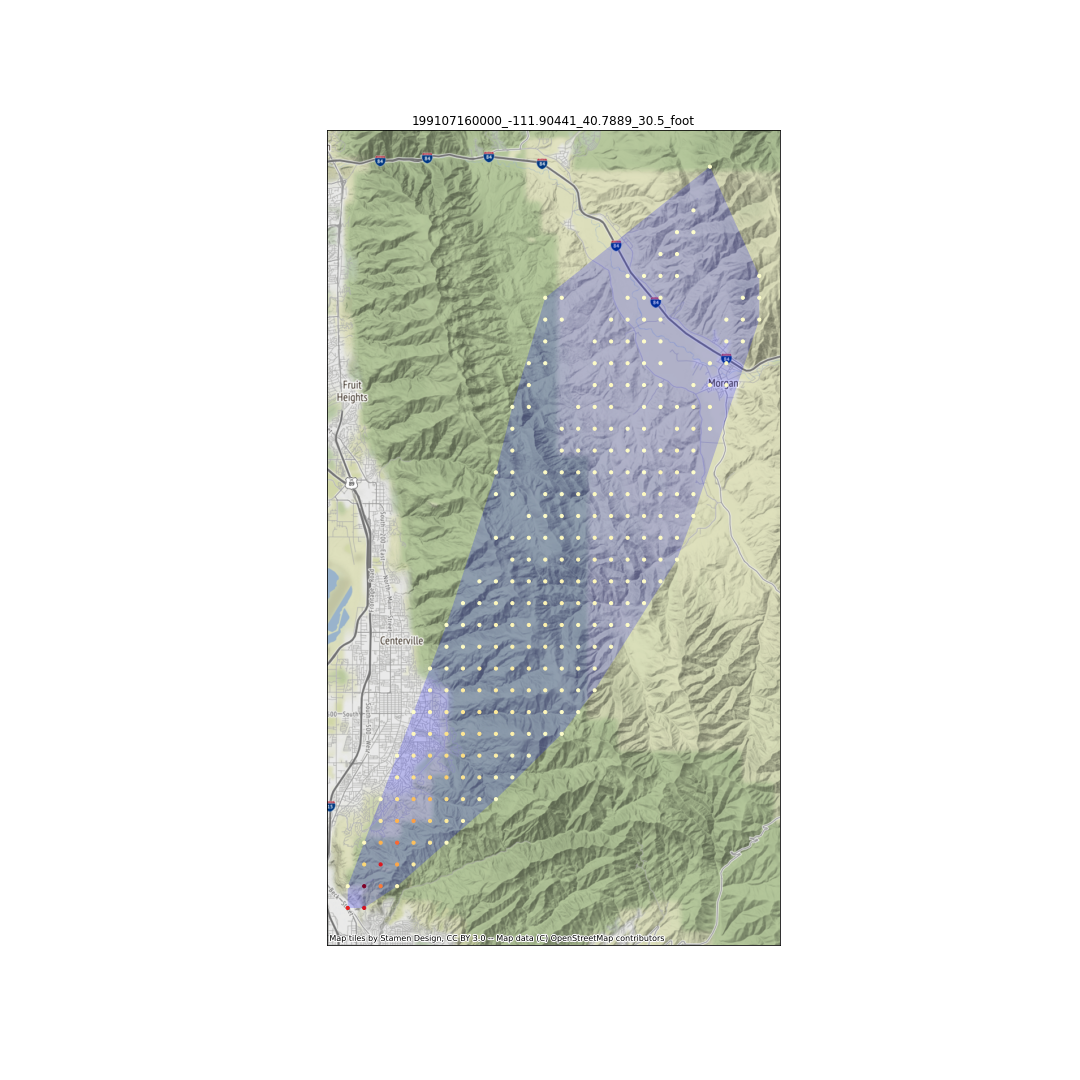 199107160000_-111.90441_40.7889_30.5_foot
84
84
84
84
84
84
84
Morgan
Fruit
Heights
89
Centerville
Map tiles by Stamen Design, CC BY 3.0 -- Map data (C) OpenStreetMap contributors